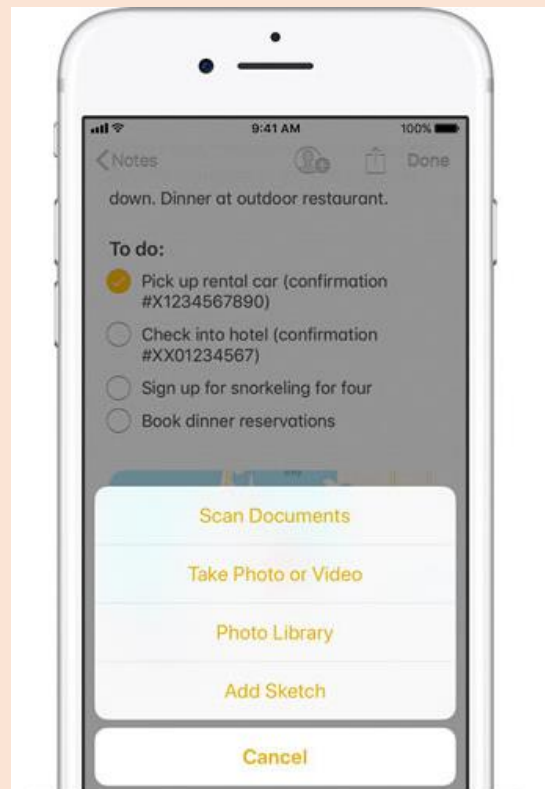 9:41 AM
100%
Notes
Done
down. Dinner at outdoor restaurant.
To do:
Pick up rental car (confirmation
#X1234567890)
Check into hotel (confirmation
#XX01234567)
Sign up for snorkeling for four
Book dinner reservations
Scan Documents
Take Photo or Video
Photo Library
Add Sketch
Cancel